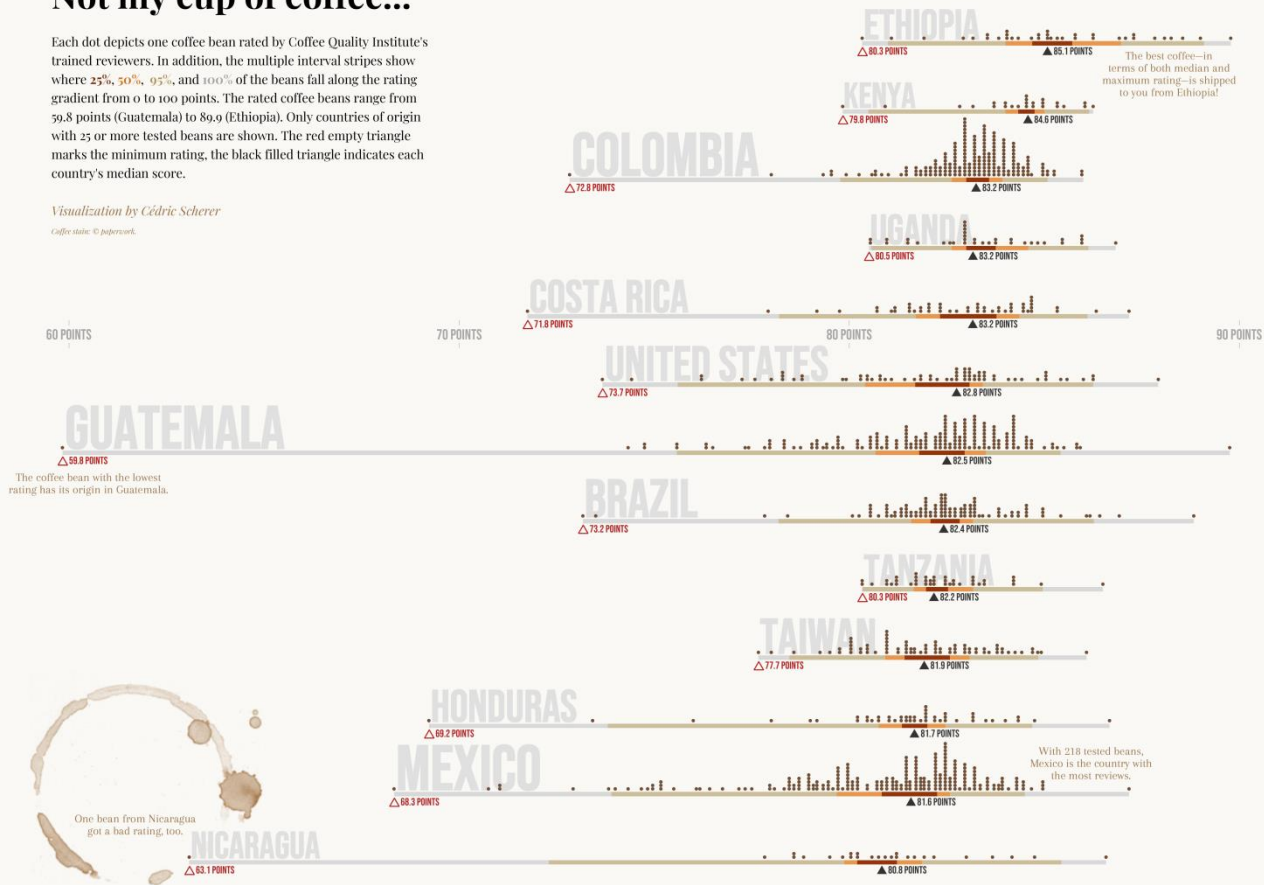 Not my cup of coffee...
Each dot depicts one coffee bean rated by Coffee Quality Institute's
trained reviewers. In addition, the multiple interval stripes show
where 25%, 50%, 95%, and 100% of the beans fall along the rating
gradient from 0 to 100 points. The rated coffee beans range from
59.8 points (Guatemala) to 89.9 (Ethiopia). Only countries of origin
with 25 or more tested beans are shown. The red empty triangle
marks the minimum rating, the black filled triangle indicates each
country's median score.
Visualization by Cédric Scherer
Coffee stain: © paperwork.
ETHIOPIA
80.3 POINTS
85.1 POINTS
The best coffee—in
terms of both median and
maximum rating—is shipped
to you from Ethiopia!
KENYA
79.8 POINTS
84.6 POINTS
COLOMBIA
72.8 POINTS
83.2 POINTS
UGANDA
80.5 POINTS
83.2 POINTS
COSTA RICA
71.8 POINTS
83.2 POINTS
60 POINTS
70 POINTS
80 POINTS
90 POINTS
UNITED STATES
73.7 POINTS
82.8 POINTS
GUATEMALA
59.8 POINTS
82.5 POINTS
The coffee bean with the lowest
rating has its origin in Guatemala.
BRAZIL
73.2 POINTS
82.4 POINTS
TANZANIA
80.3 POINTS
82.2 POINTS
TAIWAN
77.7 POINTS
81.9 POINTS
HONDURAS
69.2 POINTS
81.7 POINTS
MEXICO
68.3 POINTS
81.6 POINTS
With 218 tested beans,
Mexico is the country with
the most reviews.
One bean from Nicaragua
got a bad rating, too.
NICARAGUA
63.1 POINTS
80.8 POINTS